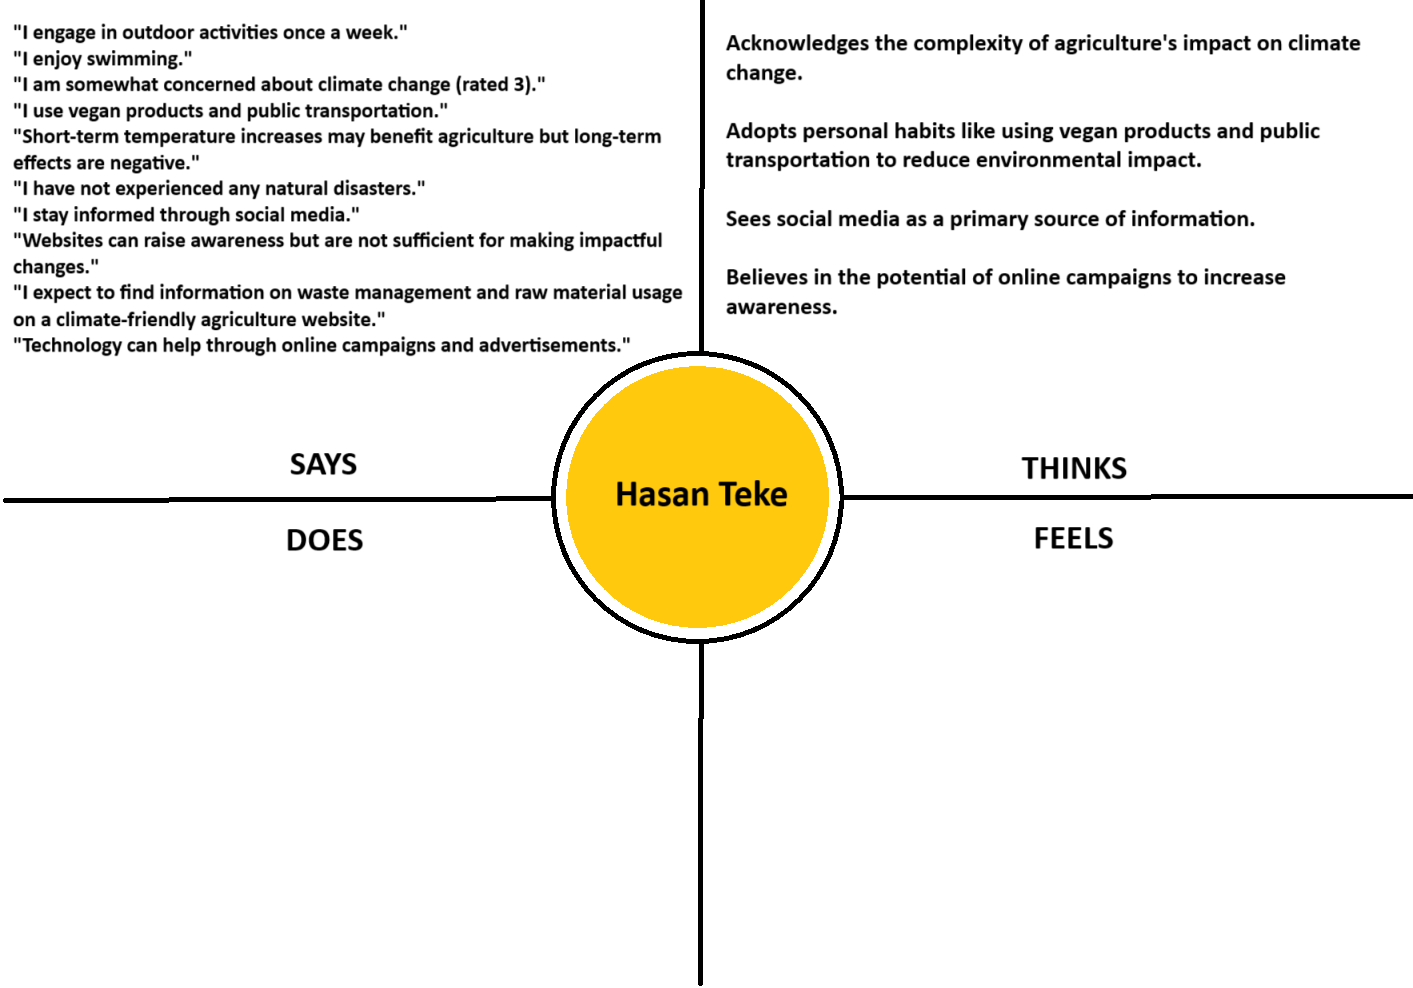 "I engage in outdoor activities once a week."
"I enjoy swimming."
"I am somewhat concerned about climate change (rated 3)."
"I use vegan products and public transportation."
"Short-term temperature increases may benefit agriculture but long-term
effects are negative."
"I have not experienced any natural disasters."
"I stay informed through social media."
"Websites can raise awareness but are not sufficient for making impactful
changes."
"I expect to find information on waste management and raw material usage
on a climate-friendly agriculture website."
"Technology can help through online campaigns and advertisements."
SAYS
Acknowledges the complexity of agriculture's impact on climate
change.
Adopts personal habits like using vegan products and public
transportation to reduce environmental impact.
Sees social media as a primary source of information.
Believes in the potential of online campaigns to increase
awareness.
THINKS
Hasan Teke
DOES
FEELS